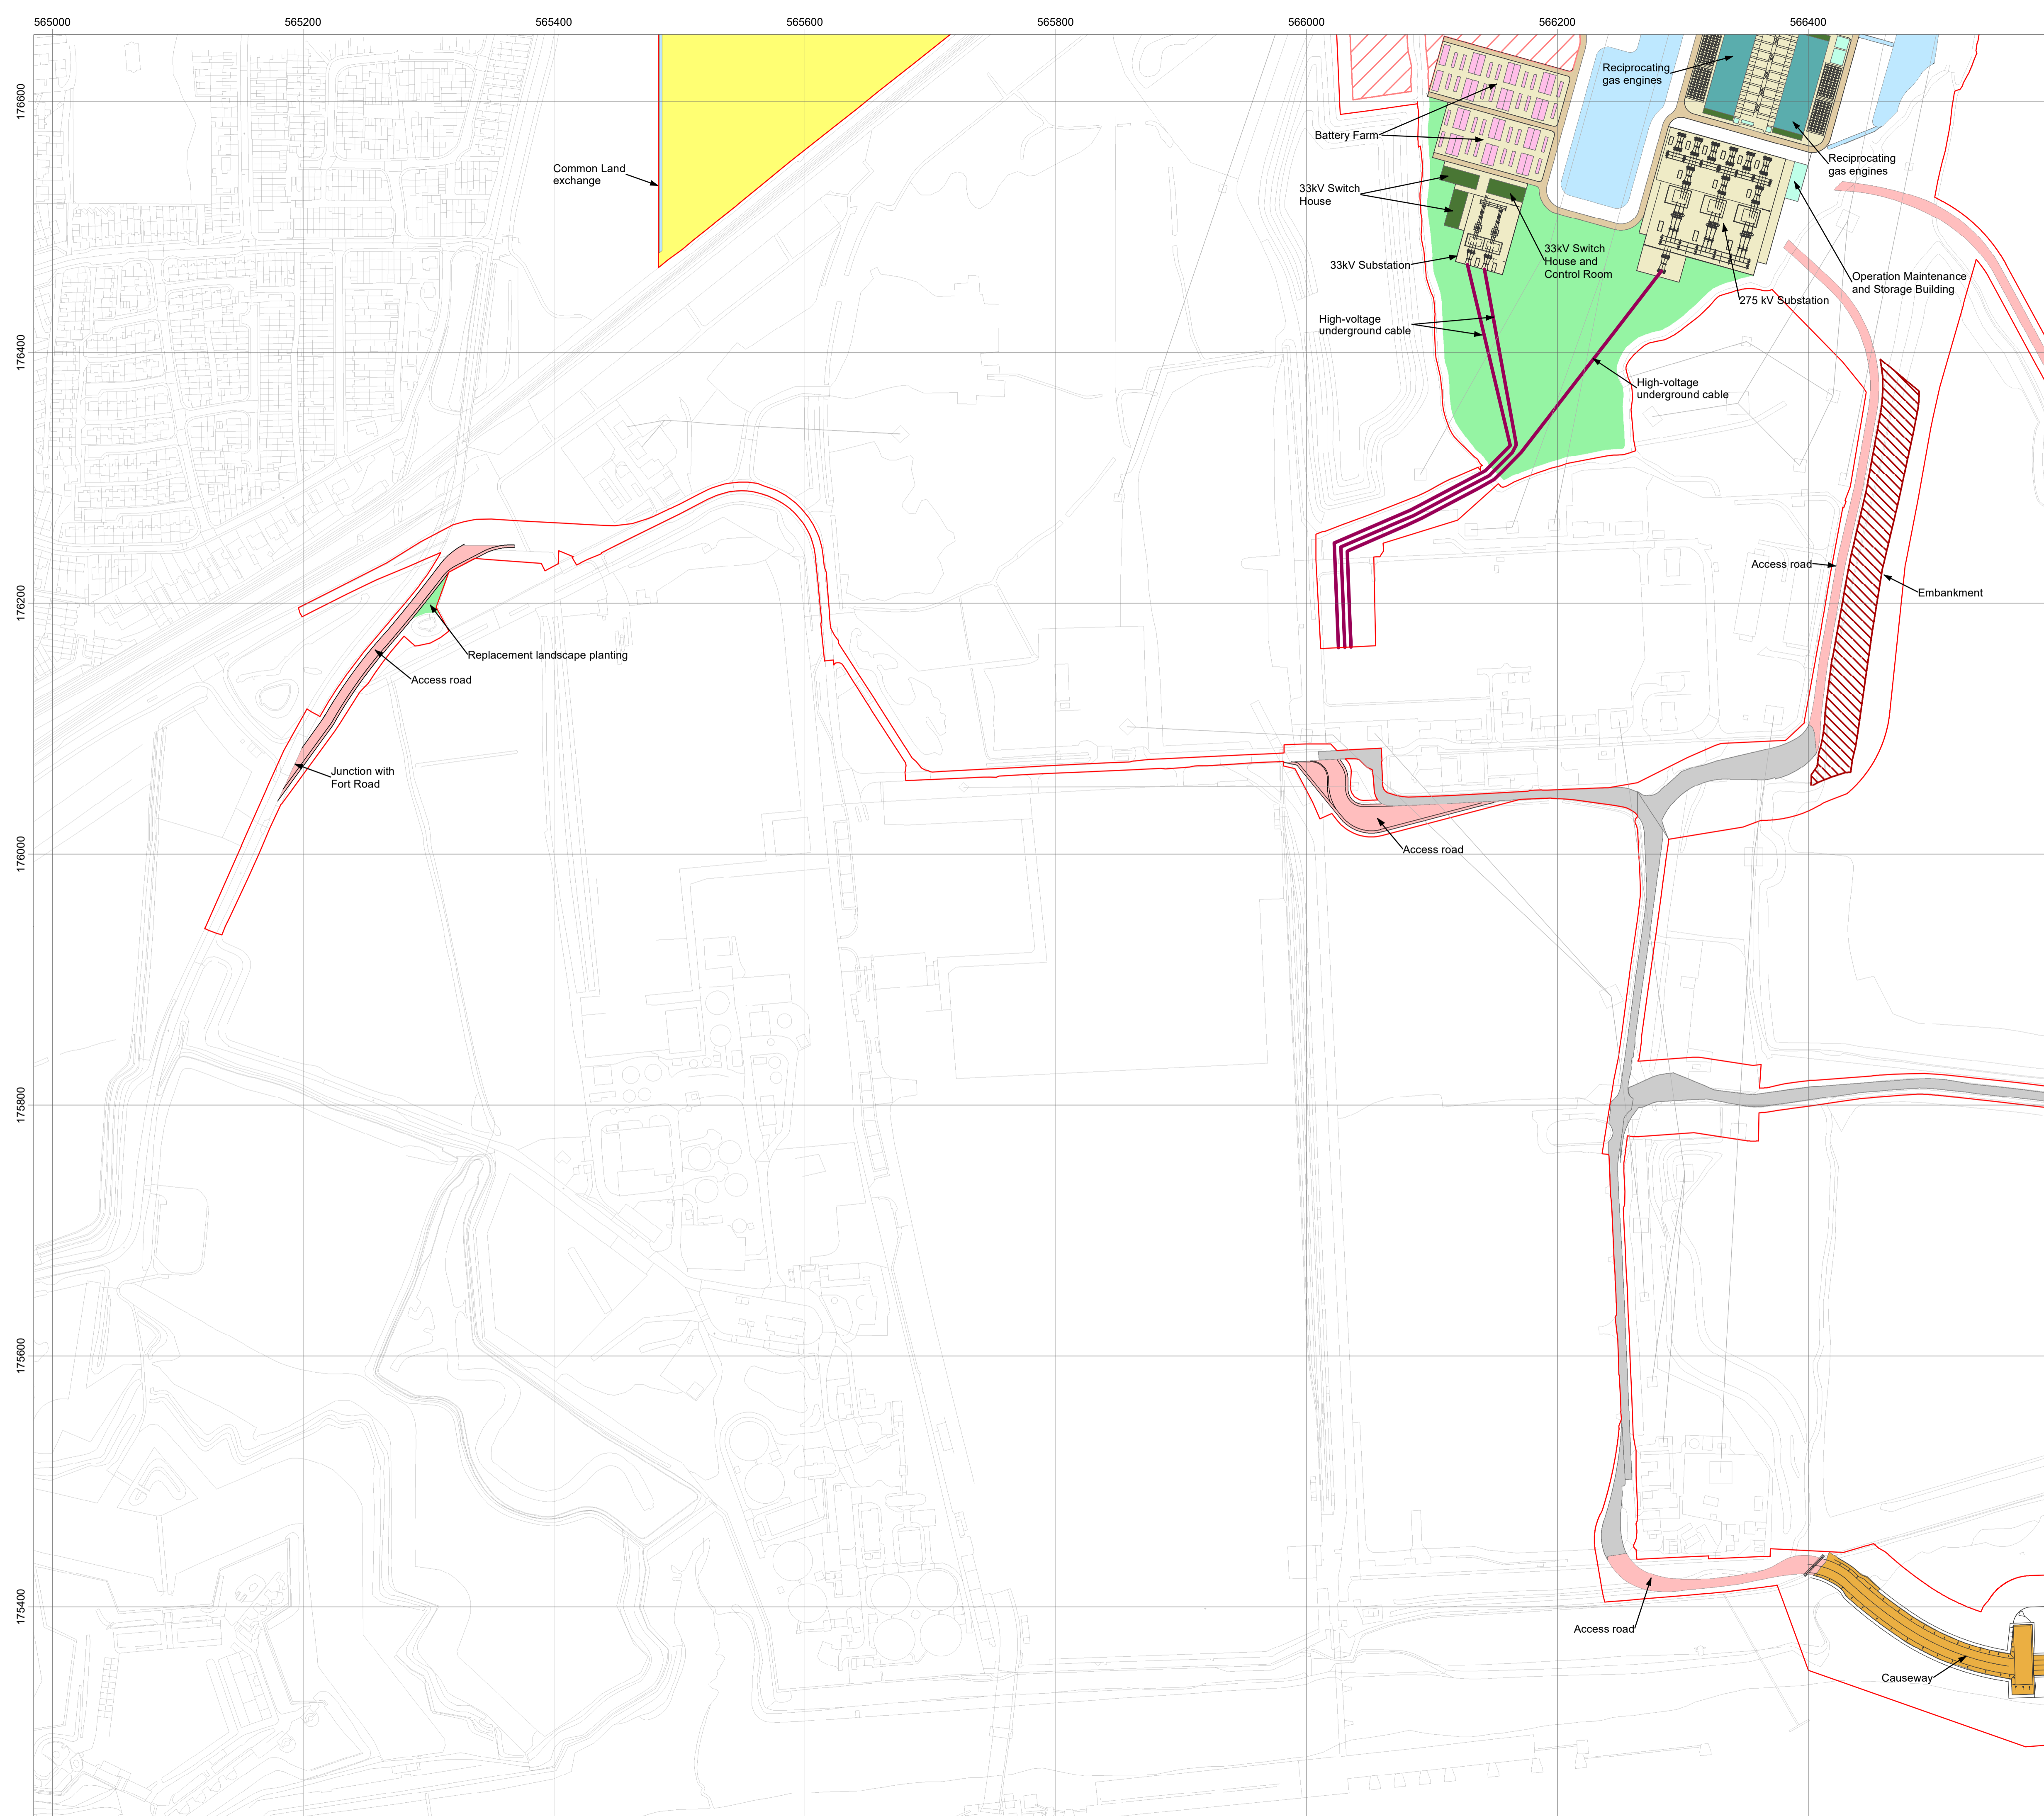 565000 565200 565400 565600 565800 566000 566200 566400
176600
176400
176200
176000
175800
175600
175400
Reciprocating
gas engines
Battery Farm
Reciprocating
gas engines
Common Land
exchange
33kV Switch
House
33kV Switch
House and
Control Room
33kV Substation
Operation Maintenance
and Storage Building
275 kV Substation
High-voltage
underground cable
High-voltage
underground cable
Access road
Embankment
Replacement landscape planting
Access road
Junction with
Fort Road
Access road
Access road
Causeway